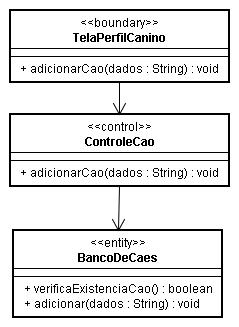 <<boundary>>
TelaPerfilCanino
+ adicionarCao(dados : String) : void
<<control>>
ControleCao
+ adicionarCao(dados : String) : void
<<entity>>
BancoDeCaes
+ verificaExistenciaCao() : boolean
+ adicionar(dados : String) : void